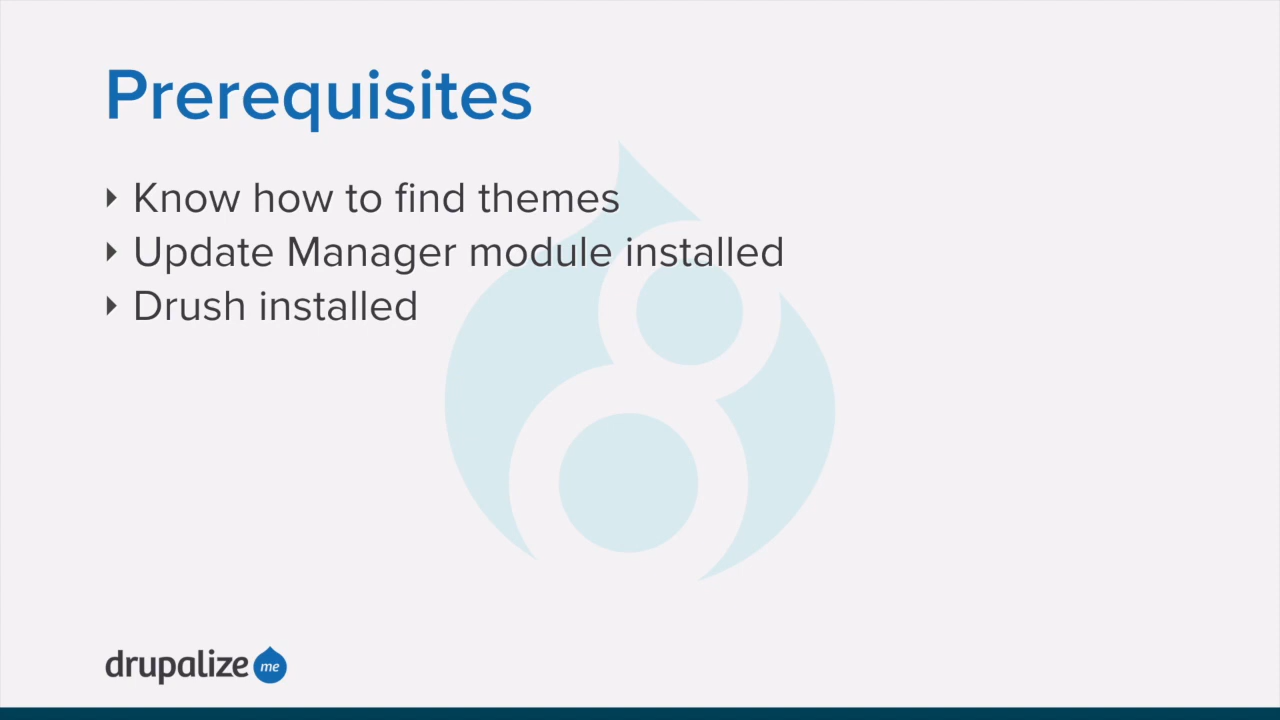 Prerequisites
Know how to find themes
Update Manager module installed
Drush installed
drupalize me